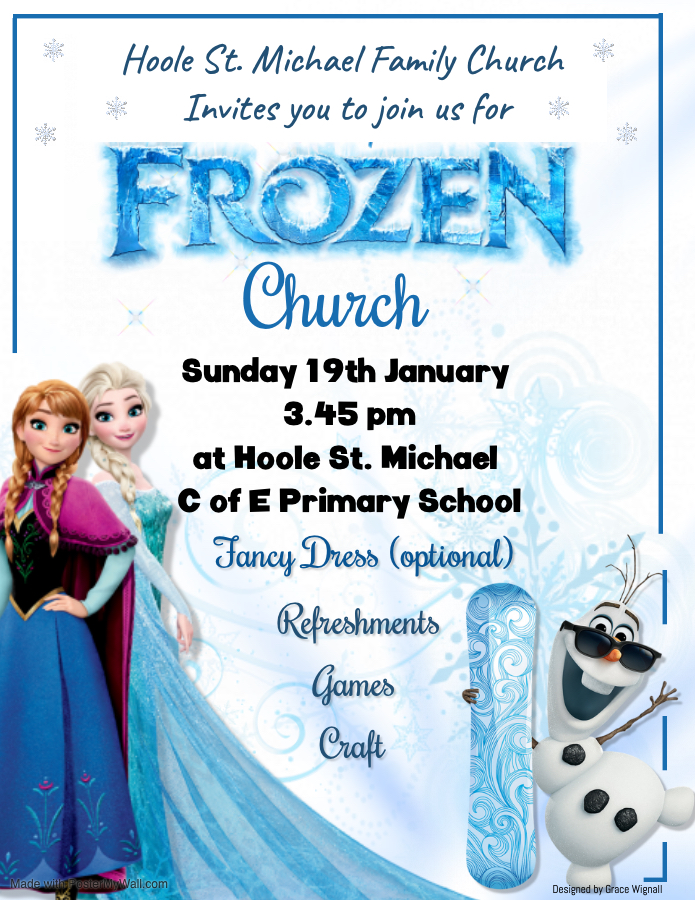 Hoole St. Michael Family Church
Invites you to join us for
FROZEN
Church
Sunday 19th January
3.45 pm
at Hoole St. Michael
C of E Primary School
Fancy Dress (optional)
Refreshments
Games
Craft
Made with PosterMyWall.com
Designed by Grace Wignall